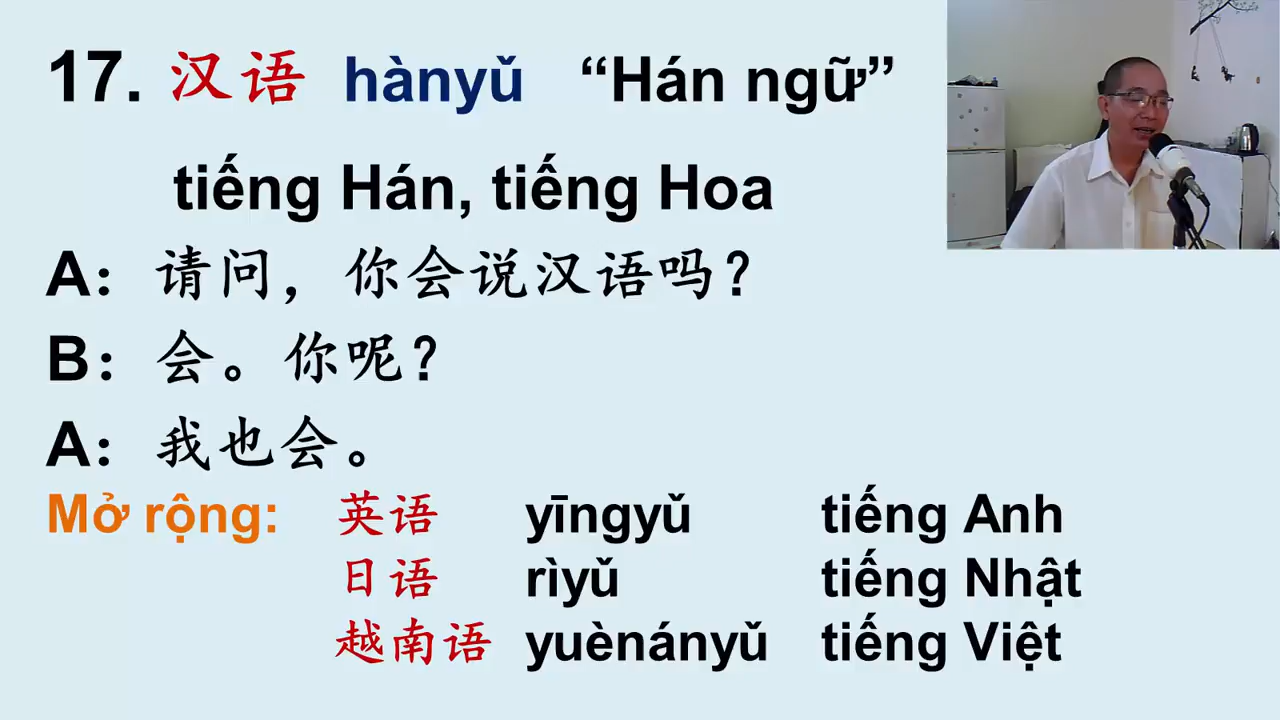 17. 汉语 hànyǔ “Hán ngữ”
tiếng Hán, tiếng Hoa
A：请问，你会说汉语吗？
B：会。你呢？
A：我也会。
Mở rộng: 英语 yīngyǔ tiếng Anh
日语 rìyǔ tiếng Nhật
越南语 yuènányǔ tiếng Việt